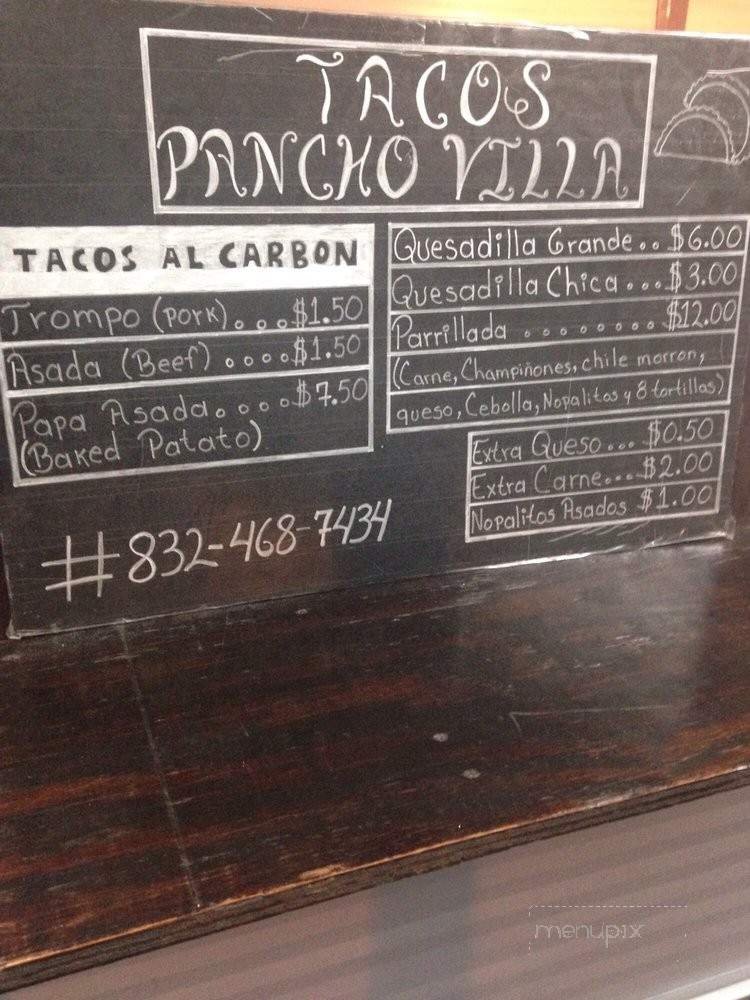 TACOS
PANCHO VILLA
TACOS AL CARBON
Trompo (pork)....$1.50
Asada (Beef) ....$1.50
Papa Asada....$7.50
(Baked Patato)
Quesadilla Grande..$6.00
Quesadilla Chica ...$3.00
Parrillada ........$12.00
(Carne, Champiñones, chile morron,
queso, Cebolla, Nopalitos y 8 tortillas)
Extra Queso... $0.50
Extra Carne...$2.00
Nopalitos Asados $1.00
#832-468-7434
menupix